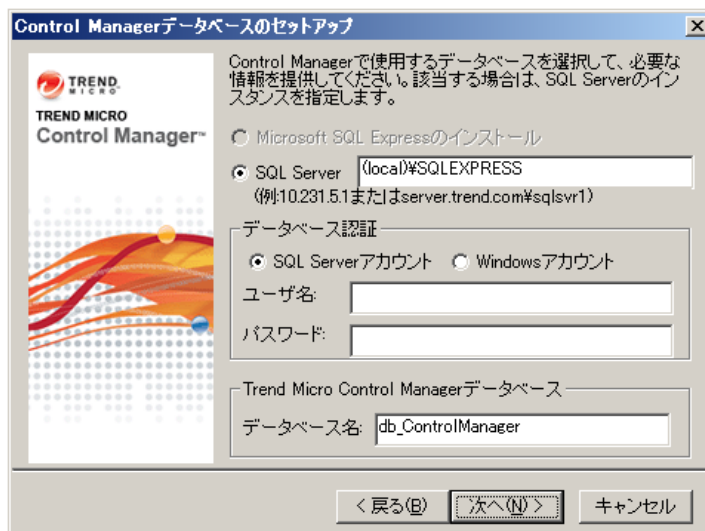 Control Managerデータベースのセットアップ
TREND
MICRO
TREND MICRO
Control Manager™
Control Managerで使用するデータベースを選択して、必要な
情報を提供してください。該当する場合は、SQL Serverのイン
スタンスを指定します。
Microsoft SQL Expressのインストール
SQL Server (local)¥SQLEXPRESS
(例:10.231.5.1またはserver.trend.com¥sqlsvr1)
データベース認証
SQL Serverアカウント Windowsアカウント
ユーザ名:
パスワード:
Trend Micro Control Managerデータベース
データベース名: db_ControlManager
< 戻る(B) 次へ(N) > キャンセル